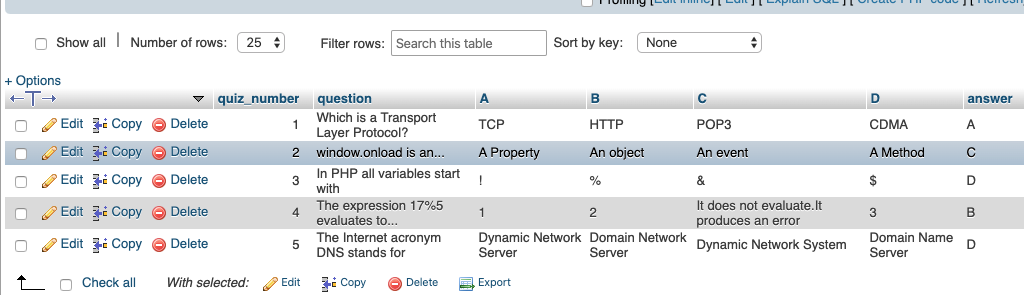 Profiling [Edit inline] [ Edit ] [ Explain SQL ] [ Create PHP code ] [ Refresh
Show all | Number of rows: 25 Filter rows: Search this table Sort by key: None
+ Options
quiz_number question A B C D answer
Edit Copy Delete 1 Which is a Transport Layer Protocol? TCP HTTP POP3 CDMA A
Edit Copy Delete 2 window.onload is an... A Property An object An event A Method C
Edit Copy Delete 3 In PHP all variables start with ! % & $ D
Edit Copy Delete 4 The expression 17%5 evaluates to... 1 2 It does not evaluate.It produces an error 3 B
Edit Copy Delete 5 The Internet acronym DNS stands for Dynamic Network Server Domain Network Server Dynamic Network System Domain Name Server D
Check all With selected: Edit Copy Delete Export